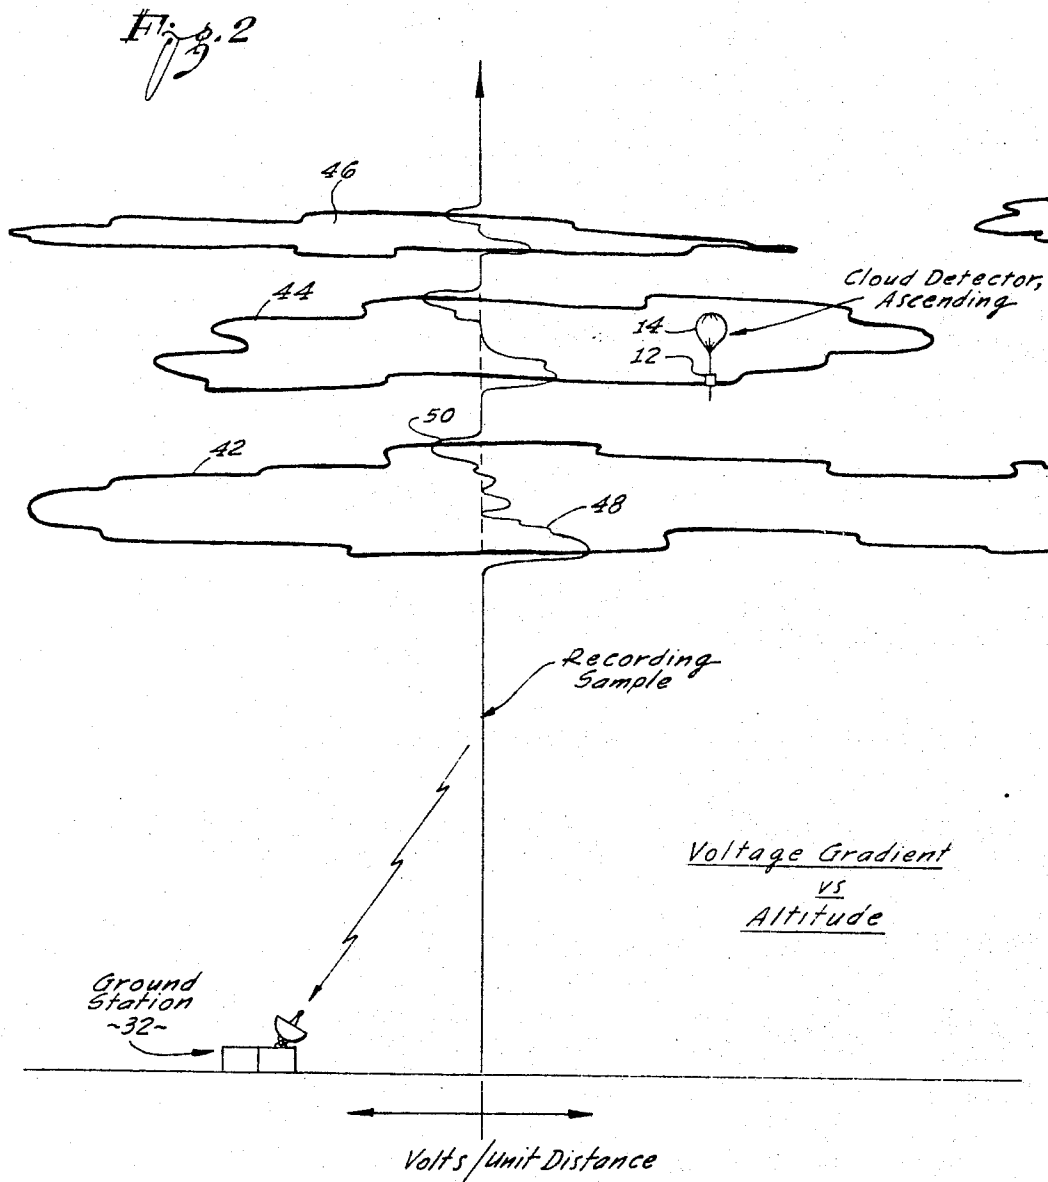 Fig. 2
46
44
Cloud Detector,
Ascending
14
12
50
42
48
Recording
Sample
Voltage Gradient
vs
Altitude
Ground
Station
~32~
Volts/Unit Distance